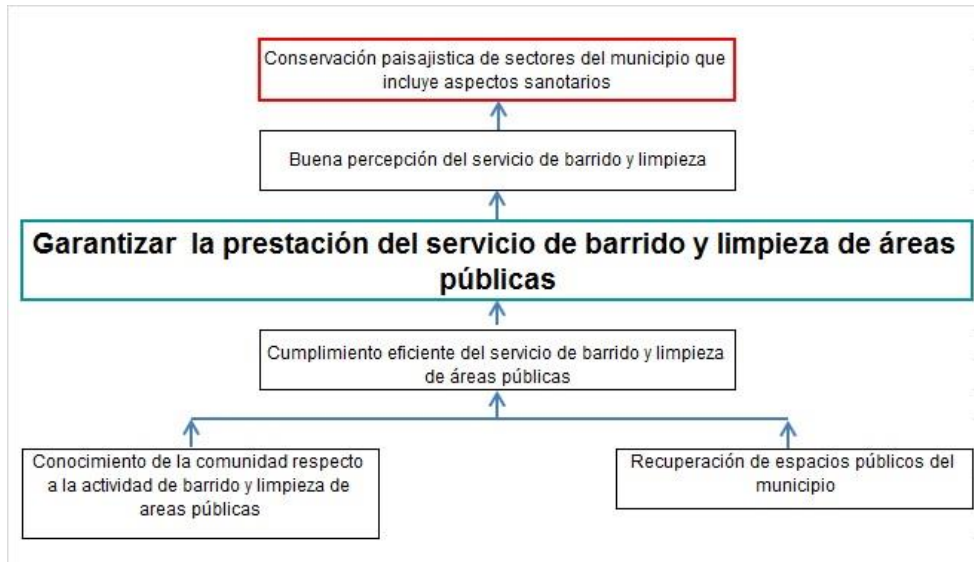 Conservación paisajistica de sectores del municipio que
incluye aspectos sanotarios
Buena percepción del servicio de barrido y limpieza
Garantizar la prestación del servicio de barrido y limpieza de áreas
públicas
Cumplimiento eficiente del servicio de barrido y limpieza
de áreas públicas
Conocimiento de la comunidad respecto
a la actividad de barrido y limpieza de
areas públicas
Recuperación de espacios públicos del
municipio